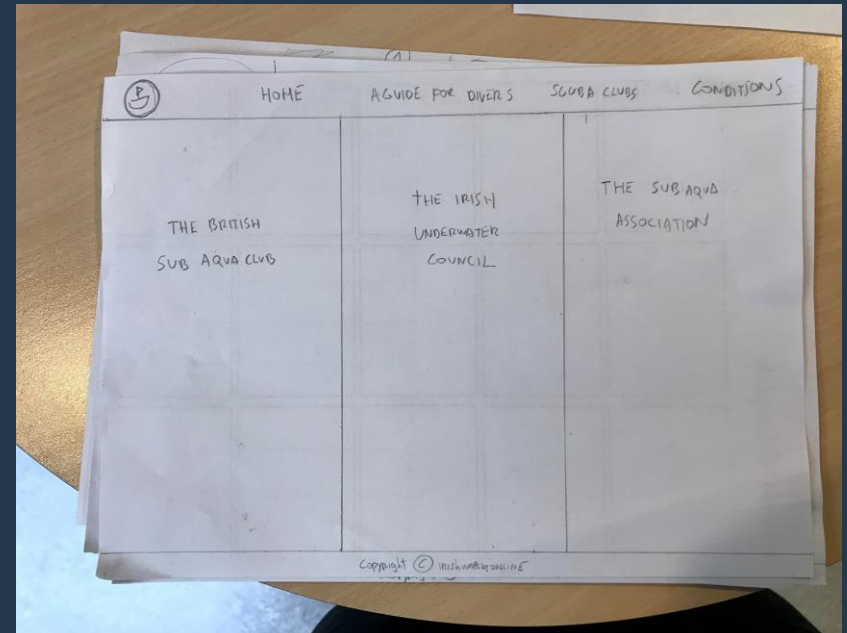 HOME A GUIDE FOR DIVERS SCUBA CLUBS CONDITIONS
THE BRITISH
SUB AQUA CLUB
THE IRISH
UNDERWATER
COUNCIL
THE SUB AQUA
ASSOCIATION
Copyright ©